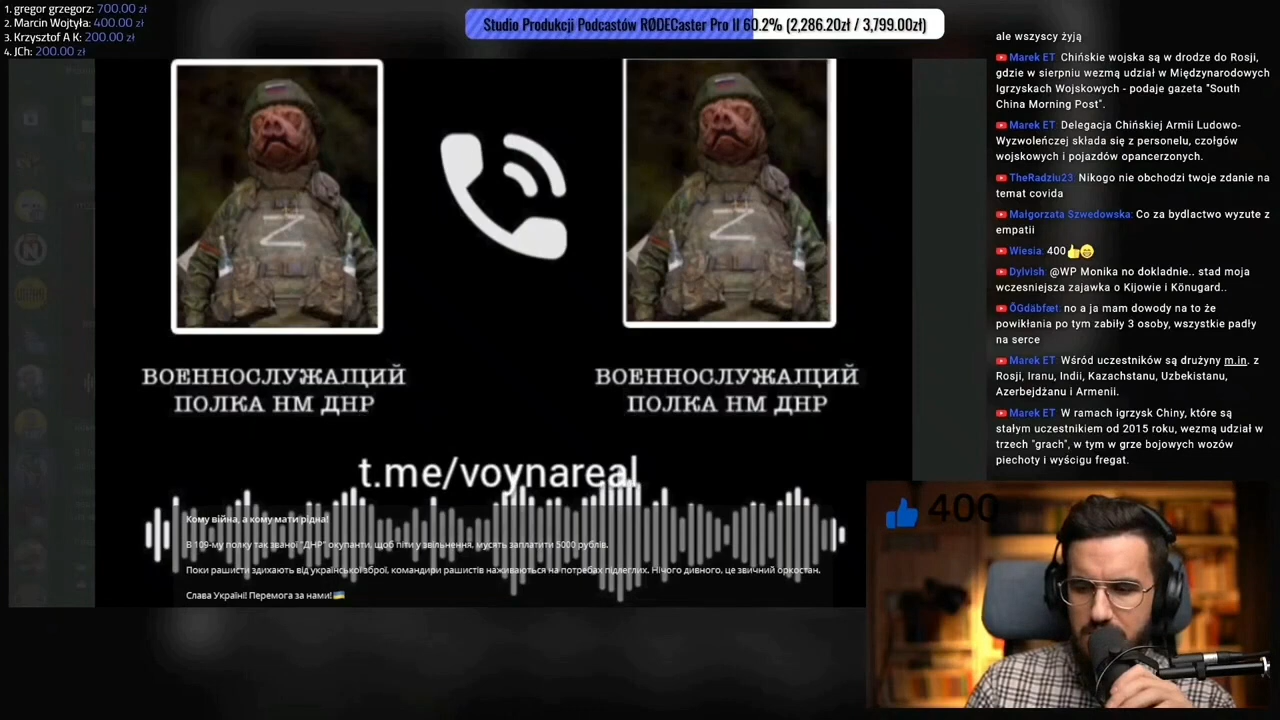 1. gregor grzegorz: 700.00 zł
2. Marcin Wojtyła: 400.00 zł
3. Krzysztof A K: 200.00 zł
4. JCh: 200.00 zł
Studio Produkcji Podcastów RØDECaster Pro II 60.2% (2,286.20zł / 3,799.00zł)
ВОЕННОСЛУЖАЩИЙ
ПОЛКА НМ ДНР
ВОЕННОСЛУЖАЩИЙ
ПОЛКА НМ ДНР
t.me/voynareal
Кому війна, а кому мати рідна!
В 109-му полку так званої "ДНР" окупанти, щоб піти у звільнення, мусять заплатити 5000 рублів.
Поки рашисти здихають від української зброї, командири рашистів наживаються на потребах підлеглих. Нічого дивного, це звичний оркостан.
Слава Україні! Перемога за нами!🇺🇦
ale wszyscy żyją
Marek ET: Chińskie wojska są w drodze do Rosji,
gdzie w sierpniu wezmą udział w Międzynarodowych
Igrzyskach Wojskowych - podaje gazeta "South
China Morning Post".
Marek ET: Delegacja Chińskiej Armii Ludowo-
Wyzwoleńczej składa się z personelu, czołgów
wojskowych i pojazdów opancerzonych.
TheRadziu23: Nikogo nie obchodzi twoje zdanie na
temat covida
Małgorzata Szwedowska: Co za bydlactwo wyzute z
empatii
Wiesia: 400👍😁
Dylvish: @WP Monika no dokladnie.. stad moja
wczesniejsza zajawka o Kijowie i Könugard..
ÕGdäbfæt: no a ja mam dowody na to że
powikłania po tym zabiły 3 osoby, wszystkie padły
na serce
Marek ET: Wśród uczestników są drużyny m.in. z
Rosji, Iranu, Indii, Kazachstanu, Uzbekistanu,
Azerbejdżanu i Armenii.
Marek ET: W ramach igrzysk Chiny, które są
stałym uczestnikiem od 2015 roku, wezmą udział w
trzech "grach", w tym w grze bojowych wozów
piechoty i wyścigu fregat.
400